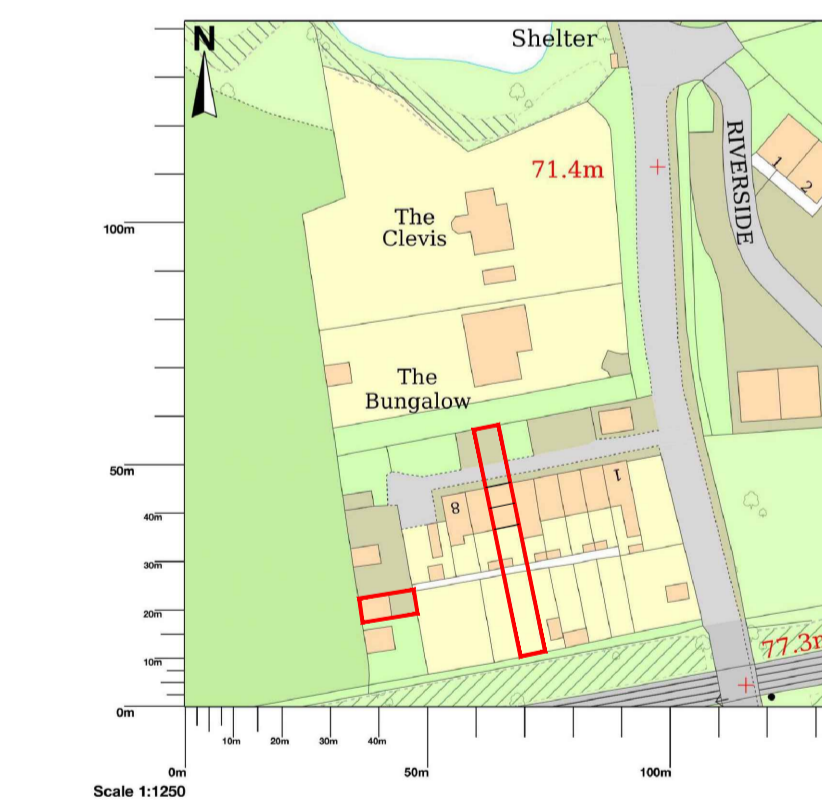 N
Shelter
71.4m
RIVERSIDE
1
2
The
Clevis
100m
The
Bungalow
50m
1
8
40m
30m
20m
10m
77.3m
0m
10m
20m
30m
40m
0m
50m
100m
Scale 1:1250